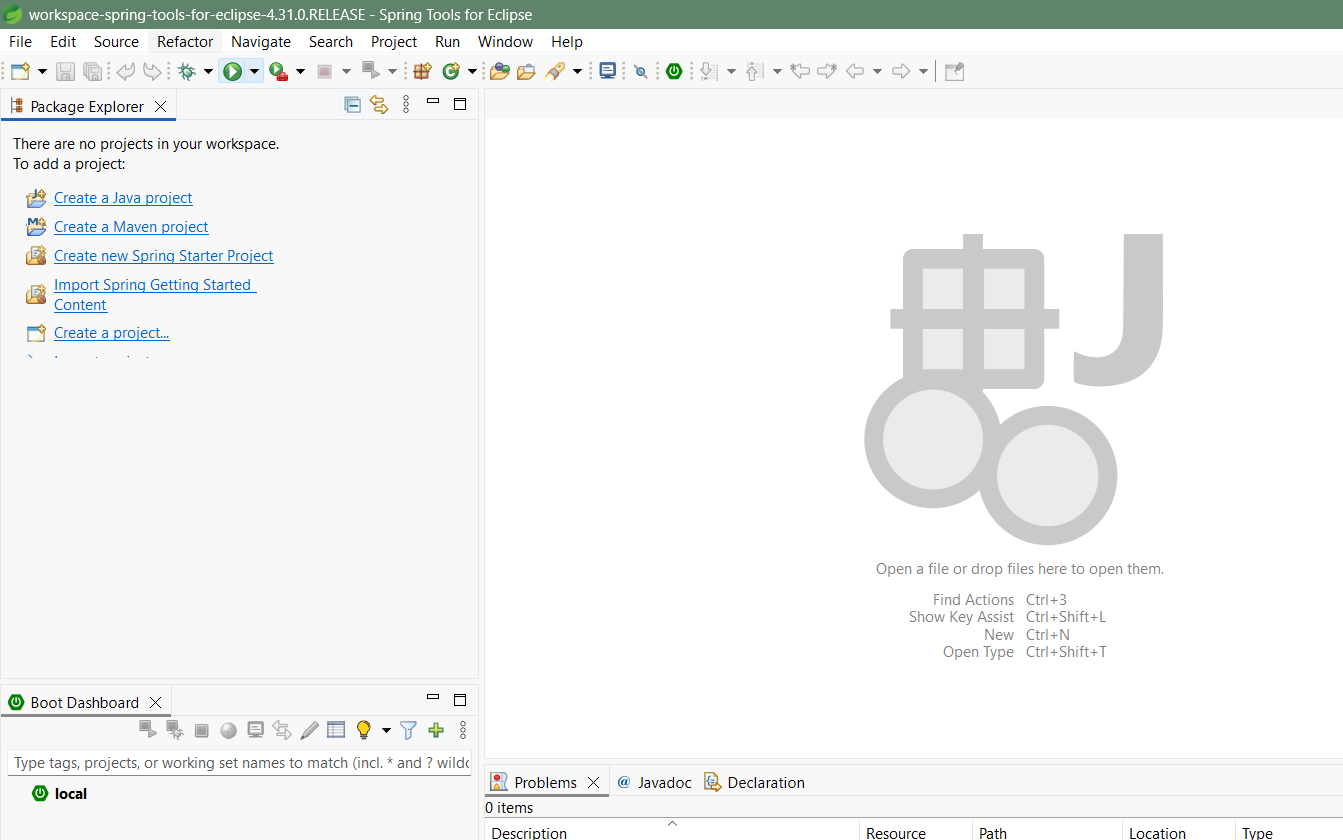 workspace-spring-tools-for-eclipse-4.31.0.RELEASE - Spring Tools for Eclipse
File Edit Source Refactor Navigate Search Project Run Window Help
Package Explorer
There are no projects in your workspace.
To add a project:
Create a Java project
Create a Maven project
Create new Spring Starter Project
Import Spring Getting Started
Content
Create a project...
J
Open a file or drop files here to open them.
Find Actions Ctrl+3
Show Key Assist Ctrl+Shift+L
New Ctrl+N
Open Type Ctrl+Shift+T
Boot Dashboard
Type tags, projects, or working set names to match (incl. * and ?
local
Problems @ Javadoc Declaration
0 items
Description Resource Path Location Type